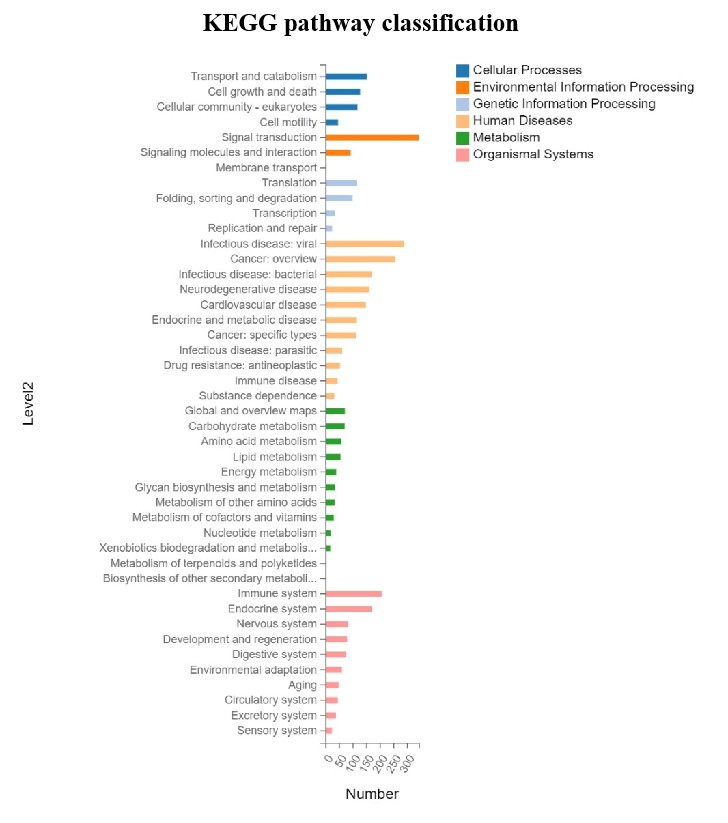 KEGG pathway classification
Cellular Processes
Environmental Information Processing
Genetic Information Processing
Human Diseases
Metabolism
Organismal Systems
Level2
Transport and catabolism
Cell growth and death
Cellular community - eukaryotes
Cell motility
Signal transduction
Signaling molecules and interaction
Membrane transport
Translation
Folding, sorting and degradation
Transcription
Replication and repair
Infectious disease: viral
Cancer: overview
Infectious disease: bacterial
Neurodegenerative disease
Cardiovascular disease
Endocrine and metabolic disease
Cancer: specific types
Infectious disease: parasitic
Drug resistance: antineoplastic
Immune disease
Substance dependence
Global and overview maps
Carbohydrate metabolism
Amino acid metabolism
Lipid metabolism
Energy metabolism
Glycan biosynthesis and metabolism
Metabolism of other amino acids
Metabolism of cofactors and vitamins
Nucleotide metabolism
Xenobiotics biodegradation and metabolis...
Metabolism of terpenoids and polyketides
Biosynthesis of other secondary metaboli...
Immune system
Endocrine system
Nervous system
Development and regeneration
Digestive system
Environmental adaptation
Aging
Circulatory system
Excretory system
Sensory system
0 50 100 150 200 250 300
Number